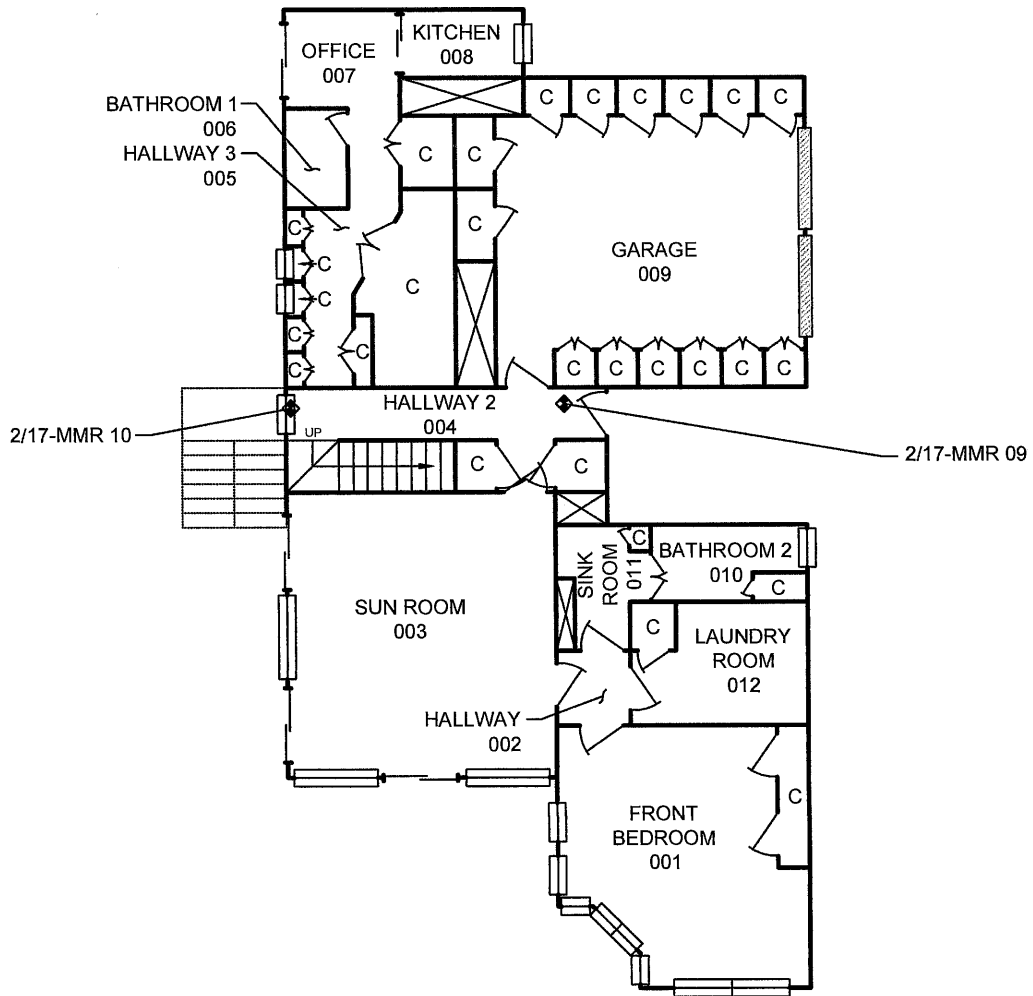 KITCHEN
008
OFFICE
007
C C C C C C
BATHROOM 1
006
HALLWAY 3
005
C
C
C
C
GARAGE
009
C
C
C
C
C
C
C
C C C C C C
HALLWAY 2
004
2/17-MMR 10
UP
2/17-MMR 09
C
C
C
BATHROOM 2
010
SINK
ROOM
011
C
SUN ROOM
003
C
LAUNDRY
ROOM
012
HALLWAY
002
C
FRONT
BEDROOM
001